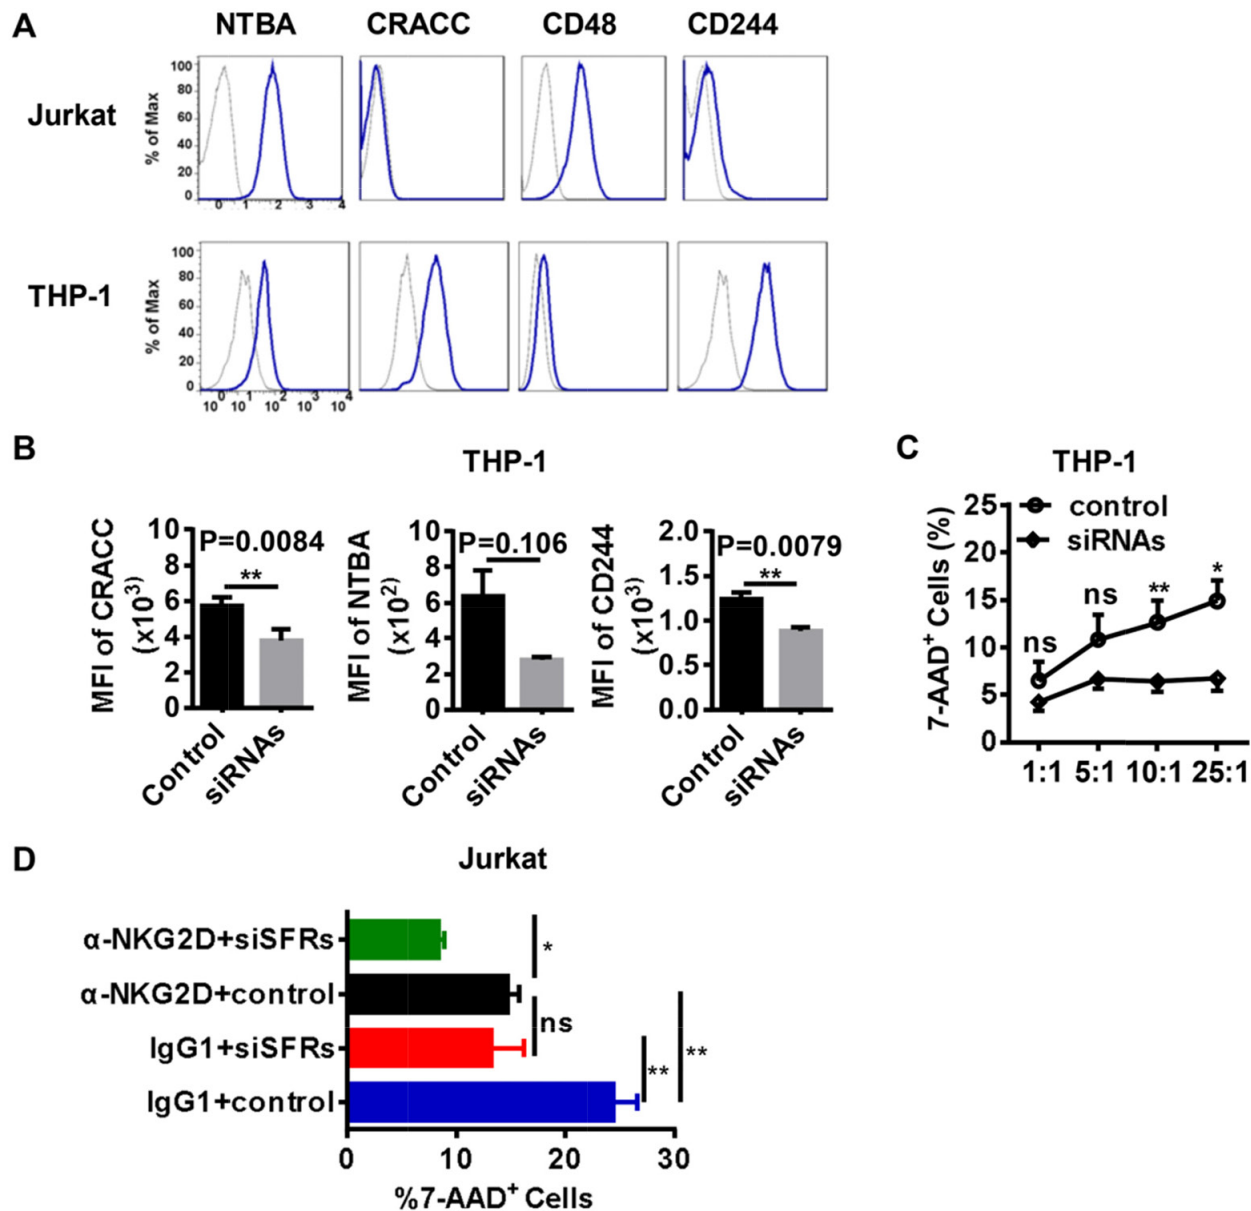 A
NTBA CRACC CD48 CD244
Jurkat
% of Max
100
80
60
40
20
0
0 1 2 3 4
THP-1
% of Max
100
80
60
40
20
0
10⁰ 10¹ 10² 10³ 10⁴
B
THP-1
MFI of CRACC
(x10³)
10
8
6
4
2
0
P=0.0084
**
Control
siRNAs
MFI of NTBA
(x10²)
10
8
6
4
2
0
P=0.106
Control
siRNAs
MFI of CD244
(x10³)
2.0
1.5
1.0
0.5
0.0
P=0.0079
**
Control
siRNAs
C
THP-1
7-AAD⁺ Cells (%)
25
20
15
10
5
0
control
siRNAs
ns ns ** *
1:1 5:1 10:1 25:1
D
Jurkat
α-NKG2D+siSFRs
α-NKG2D+control
IgG1+siSFRs
IgG1+control
*
ns
**
**
0 10 20 30
%7-AAD⁺ Cells